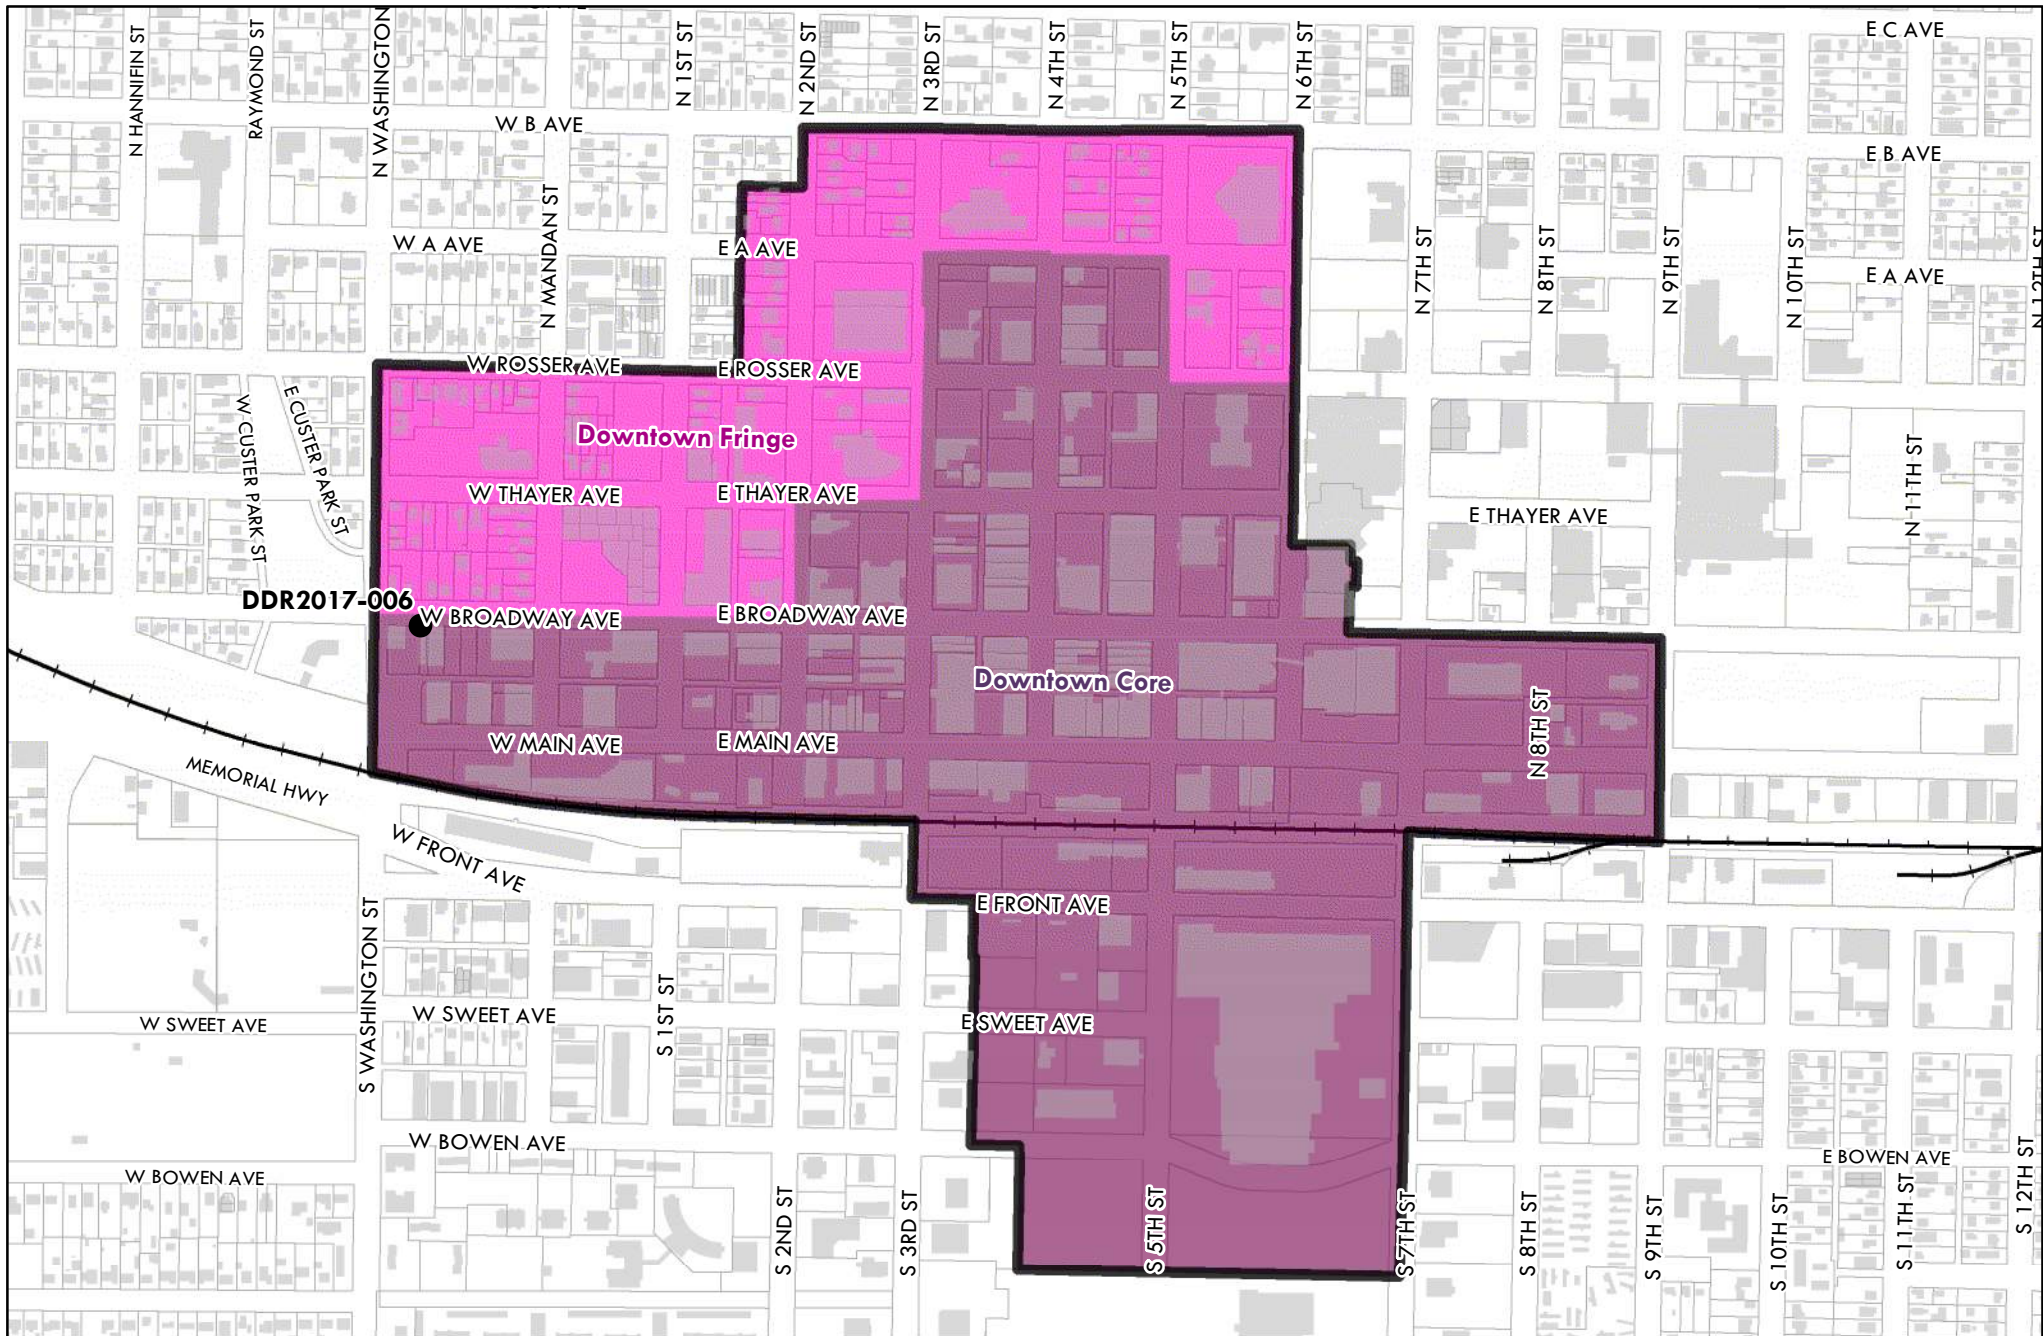 E C AVE
N HANNIFIN ST
RAYMOND ST
N WASHINGTON
N 1ST ST
N 2ND ST
N 3RD ST
N 4TH ST
N 5TH ST
N 6TH ST
W B AVE
E B AVE
W A AVE
N MANDAN ST
E A AVE
N 7TH ST
N 8TH ST
N 9TH ST
N 10TH ST
E A AVE
N 12TH ST
W ROSSER AVE
E ROSSER AVE
W CUSTER PARK ST
E CUSTER PARK ST
Downtown Fringe
W THAYER AVE
E THAYER AVE
E THAYER AVE
N 11TH ST
DDR2017-006
W BROADWAY AVE
E BROADWAY AVE
Downtown Core
N 8TH ST
W MAIN AVE
E MAIN AVE
MEMORIAL HWY
W FRONT AVE
E FRONT AVE
S WASHINGTON ST
S 1ST ST
W SWEET AVE
W SWEET AVE
E SWEET AVE
W BOWEN AVE
W BOWEN AVE
E BOWEN AVE
S 2ND ST
S 3RD ST
S 5TH ST
S 7TH ST
S 8TH ST
S 9TH ST
S 10TH ST
S 11TH ST
S 12TH ST